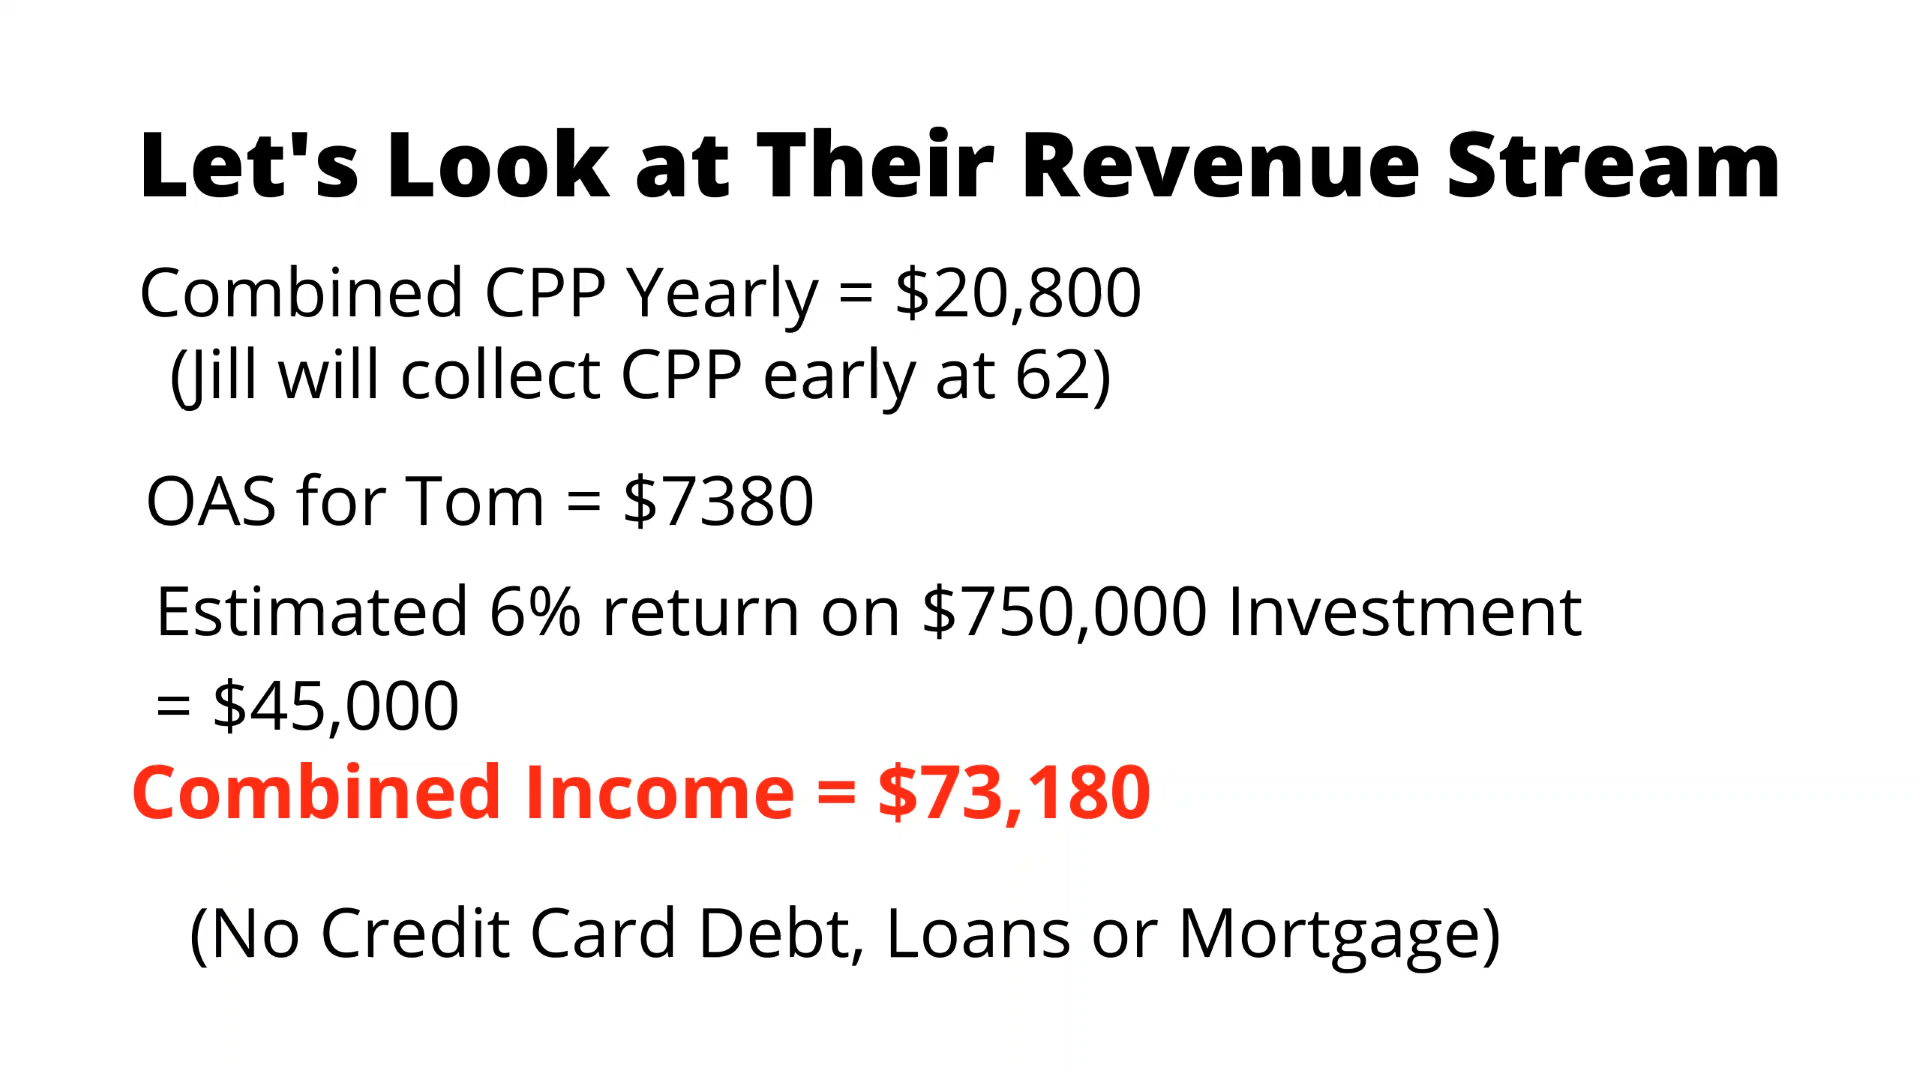 Let's Look at Their Revenue Stream
Combined CPP Yearly = $20,800
(Jill will collect CPP early at 62)
OAS for Tom = $7380
Estimated 6% return on $750,000 Investment
= $45,000
Combined Income = $73,180
(No Credit Card Debt, Loans or Mortgage)